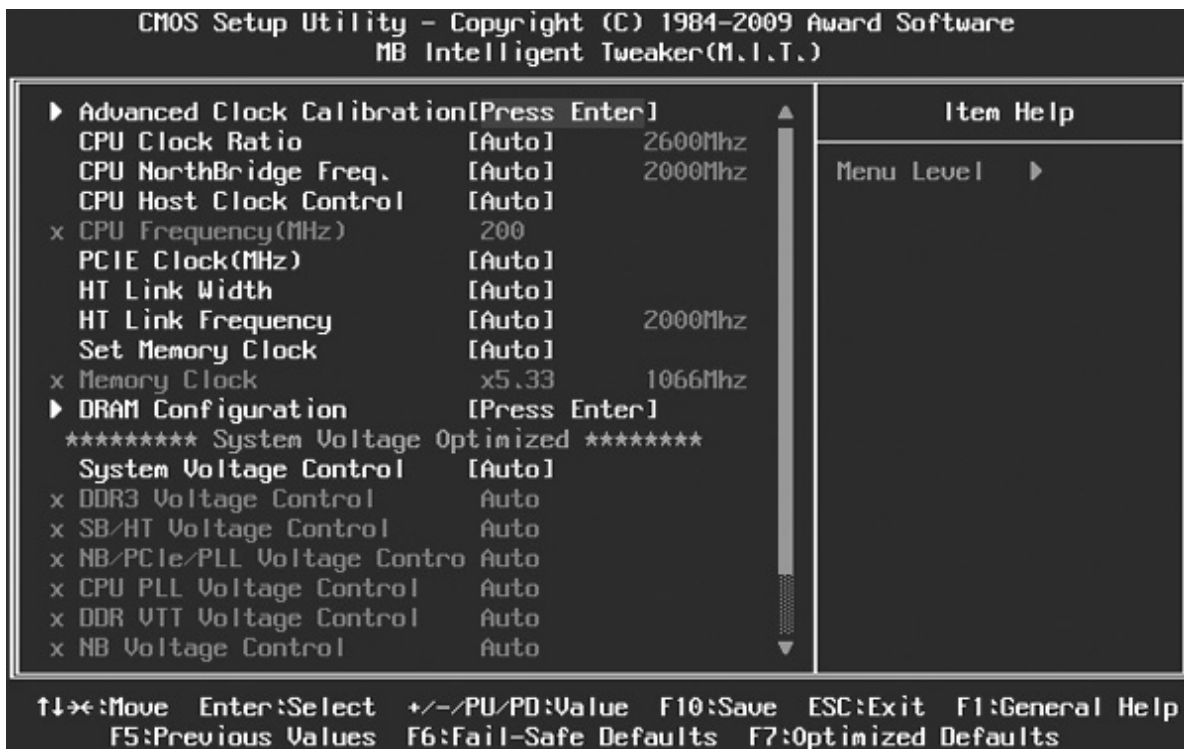 CMOS Setup Utility - Copyright (C) 1984-2009 Award Software
MB Intelligent Tweaker(M.I.T.)
▶ Advanced Clock Calibration[Press Enter]
CPU Clock Ratio [Auto] 2600Mhz
CPU NorthBridge Freq. [Auto] 2000Mhz
CPU Host Clock Control [Auto]
x CPU Frequency(MHz) 200
PCIE Clock(MHz) [Auto]
HT Link Width [Auto]
HT Link Frequency [Auto] 2000Mhz
Set Memory Clock [Auto]
x Memory Clock x5.33 1066Mhz
▶ DRAM Configuration [Press Enter]
********* System Voltage Optimized ********
System Voltage Control [Auto]
x DDR3 Voltage Control Auto
x SB/HT Voltage Control Auto
x NB/PCIe/PLL Voltage Contro Auto
x CPU PLL Voltage Control Auto
x DDR VTT Voltage Control Auto
x NB Voltage Control Auto
Item Help
Menu Level ▶
↑↓→←:Move Enter:Select +/-/PU/PD:Value F10:Save ESC:Exit F1:General Help
F5:Previous Values F6:Fail-Safe Defaults F7:Optimized Defaults